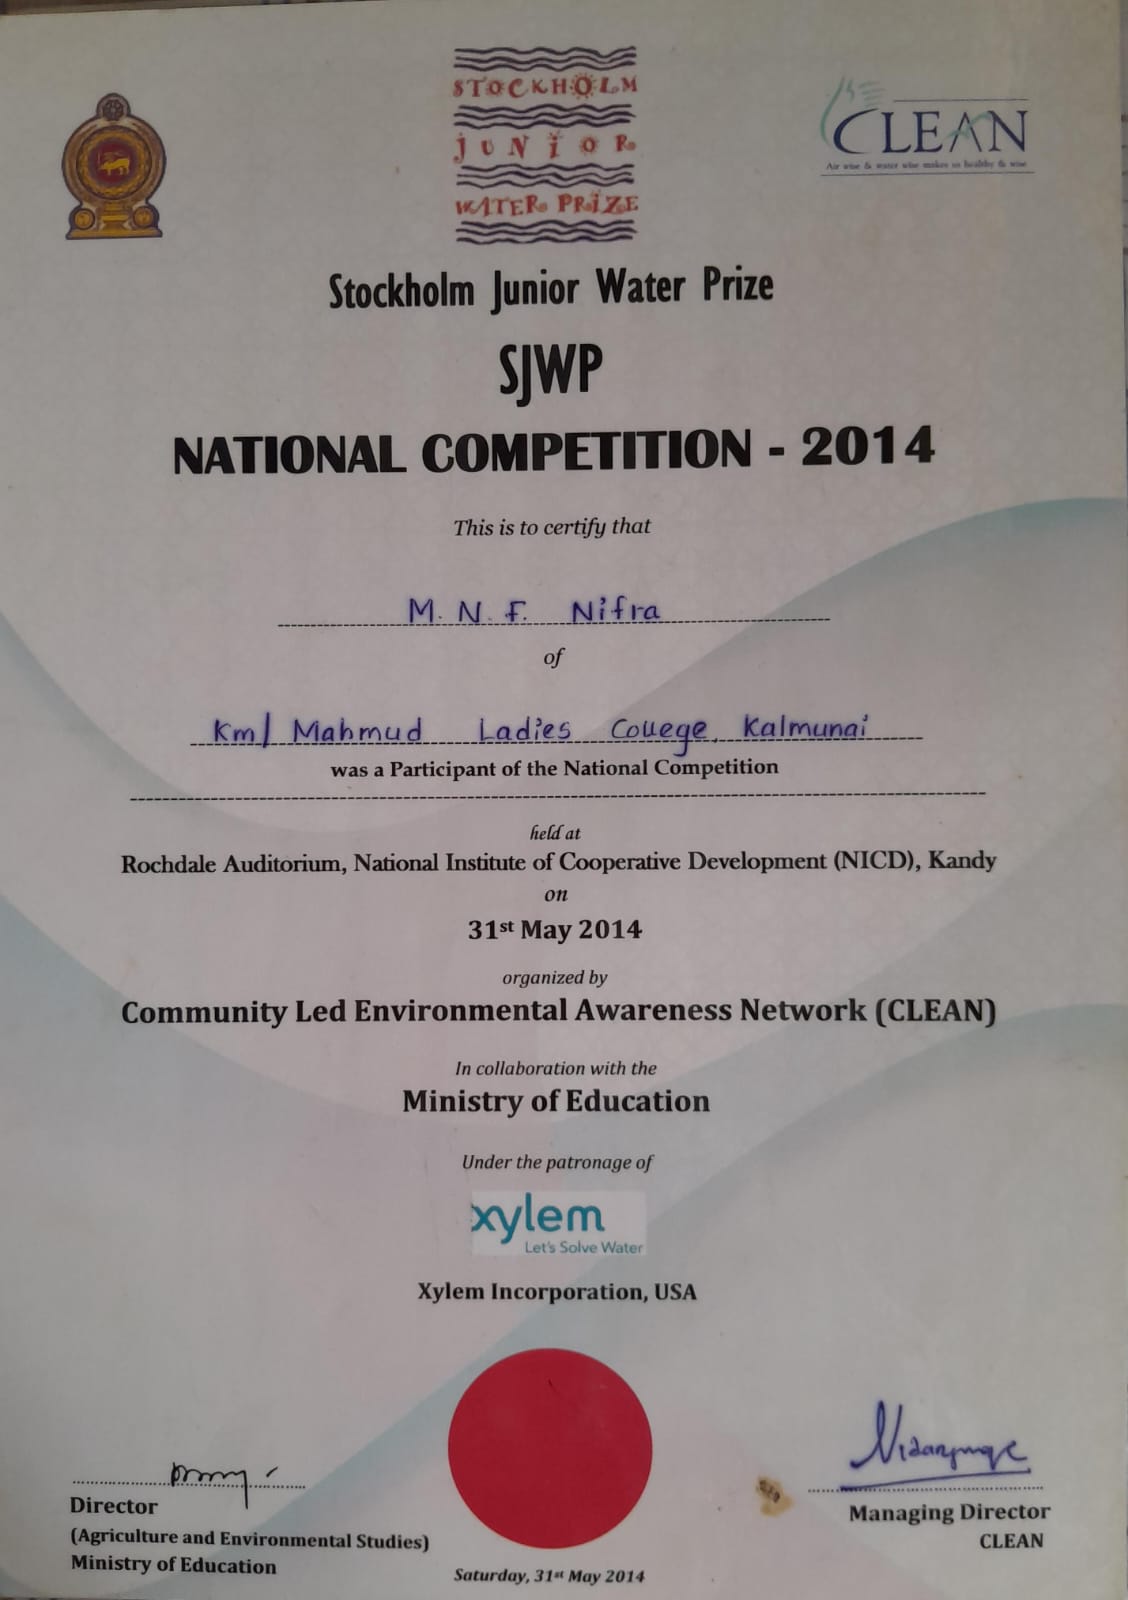 STOCKHOLM
JUNIOR
WATER PRIZE
CLEAN
Air wise & water wise makes us healthy & wise
Stockholm Junior Water Prize
SJWP
NATIONAL COMPETITION - 2014
This is to certify that
M. N. F. Nifra
of
Km/ Mahmud Ladies College, Kalmunai
was a Participant of the National Competition
held at
Rochdale Auditorium, National Institute of Cooperative Development (NICD), Kandy
on
31st May 2014
organized by
Community Led Environmental Awareness Network (CLEAN)
In collaboration with the
Ministry of Education
Under the patronage of
xylem
Let's Solve Water
Xylem Incorporation, USA
Director
(Agriculture and Environmental Studies)
Ministry of Education
Managing Director
CLEAN
Saturday, 31st May 2014